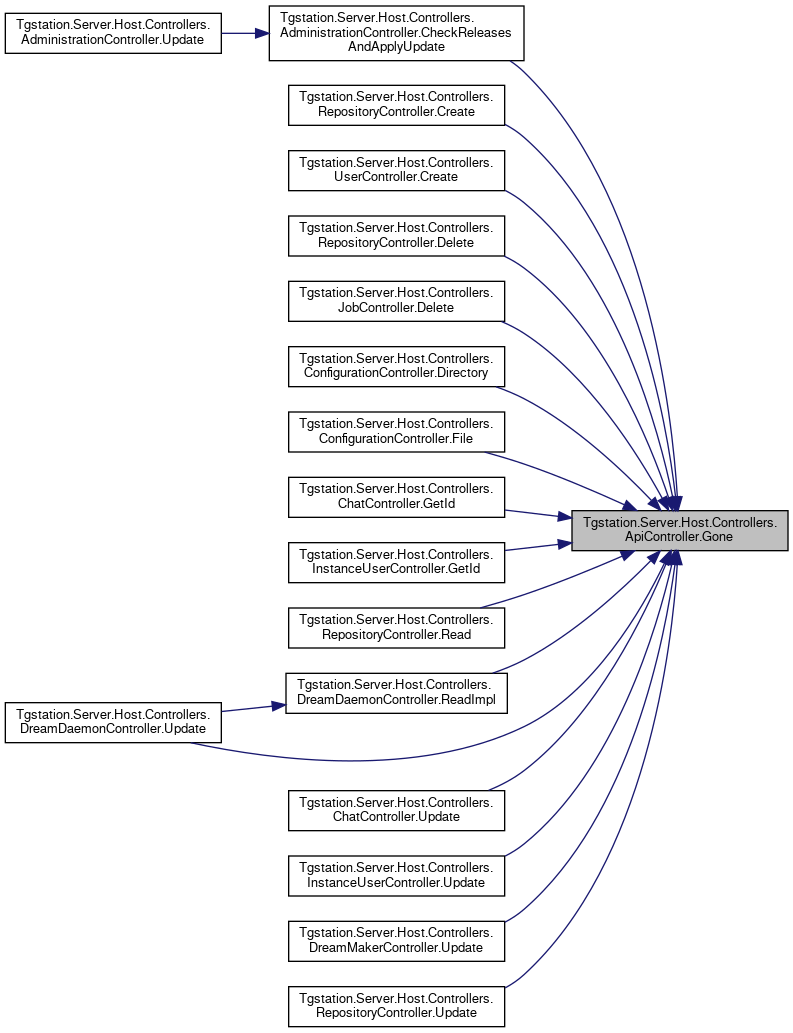 Tgstation.Server.Host.Controllers.
AdministrationController.Update
Tgstation.Server.Host.Controllers.
AdministrationController.CheckReleases
AndApplyUpdate
Tgstation.Server.Host.Controllers.
RepositoryController.Create
Tgstation.Server.Host.Controllers.
UserController.Create
Tgstation.Server.Host.Controllers.
RepositoryController.Delete
Tgstation.Server.Host.Controllers.
JobController.Delete
Tgstation.Server.Host.Controllers.
ConfigurationController.Directory
Tgstation.Server.Host.Controllers.
ConfigurationController.File
Tgstation.Server.Host.Controllers.
ChatController.GetId
Tgstation.Server.Host.Controllers.
ApiController.Gone
Tgstation.Server.Host.Controllers.
InstanceUserController.GetId
Tgstation.Server.Host.Controllers.
RepositoryController.Read
Tgstation.Server.Host.Controllers.
DreamDaemonController.ReadImpl
Tgstation.Server.Host.Controllers.
DreamDaemonController.Update
Tgstation.Server.Host.Controllers.
ChatController.Update
Tgstation.Server.Host.Controllers.
InstanceUserController.Update
Tgstation.Server.Host.Controllers.
DreamMakerController.Update
Tgstation.Server.Host.Controllers.
RepositoryController.Update